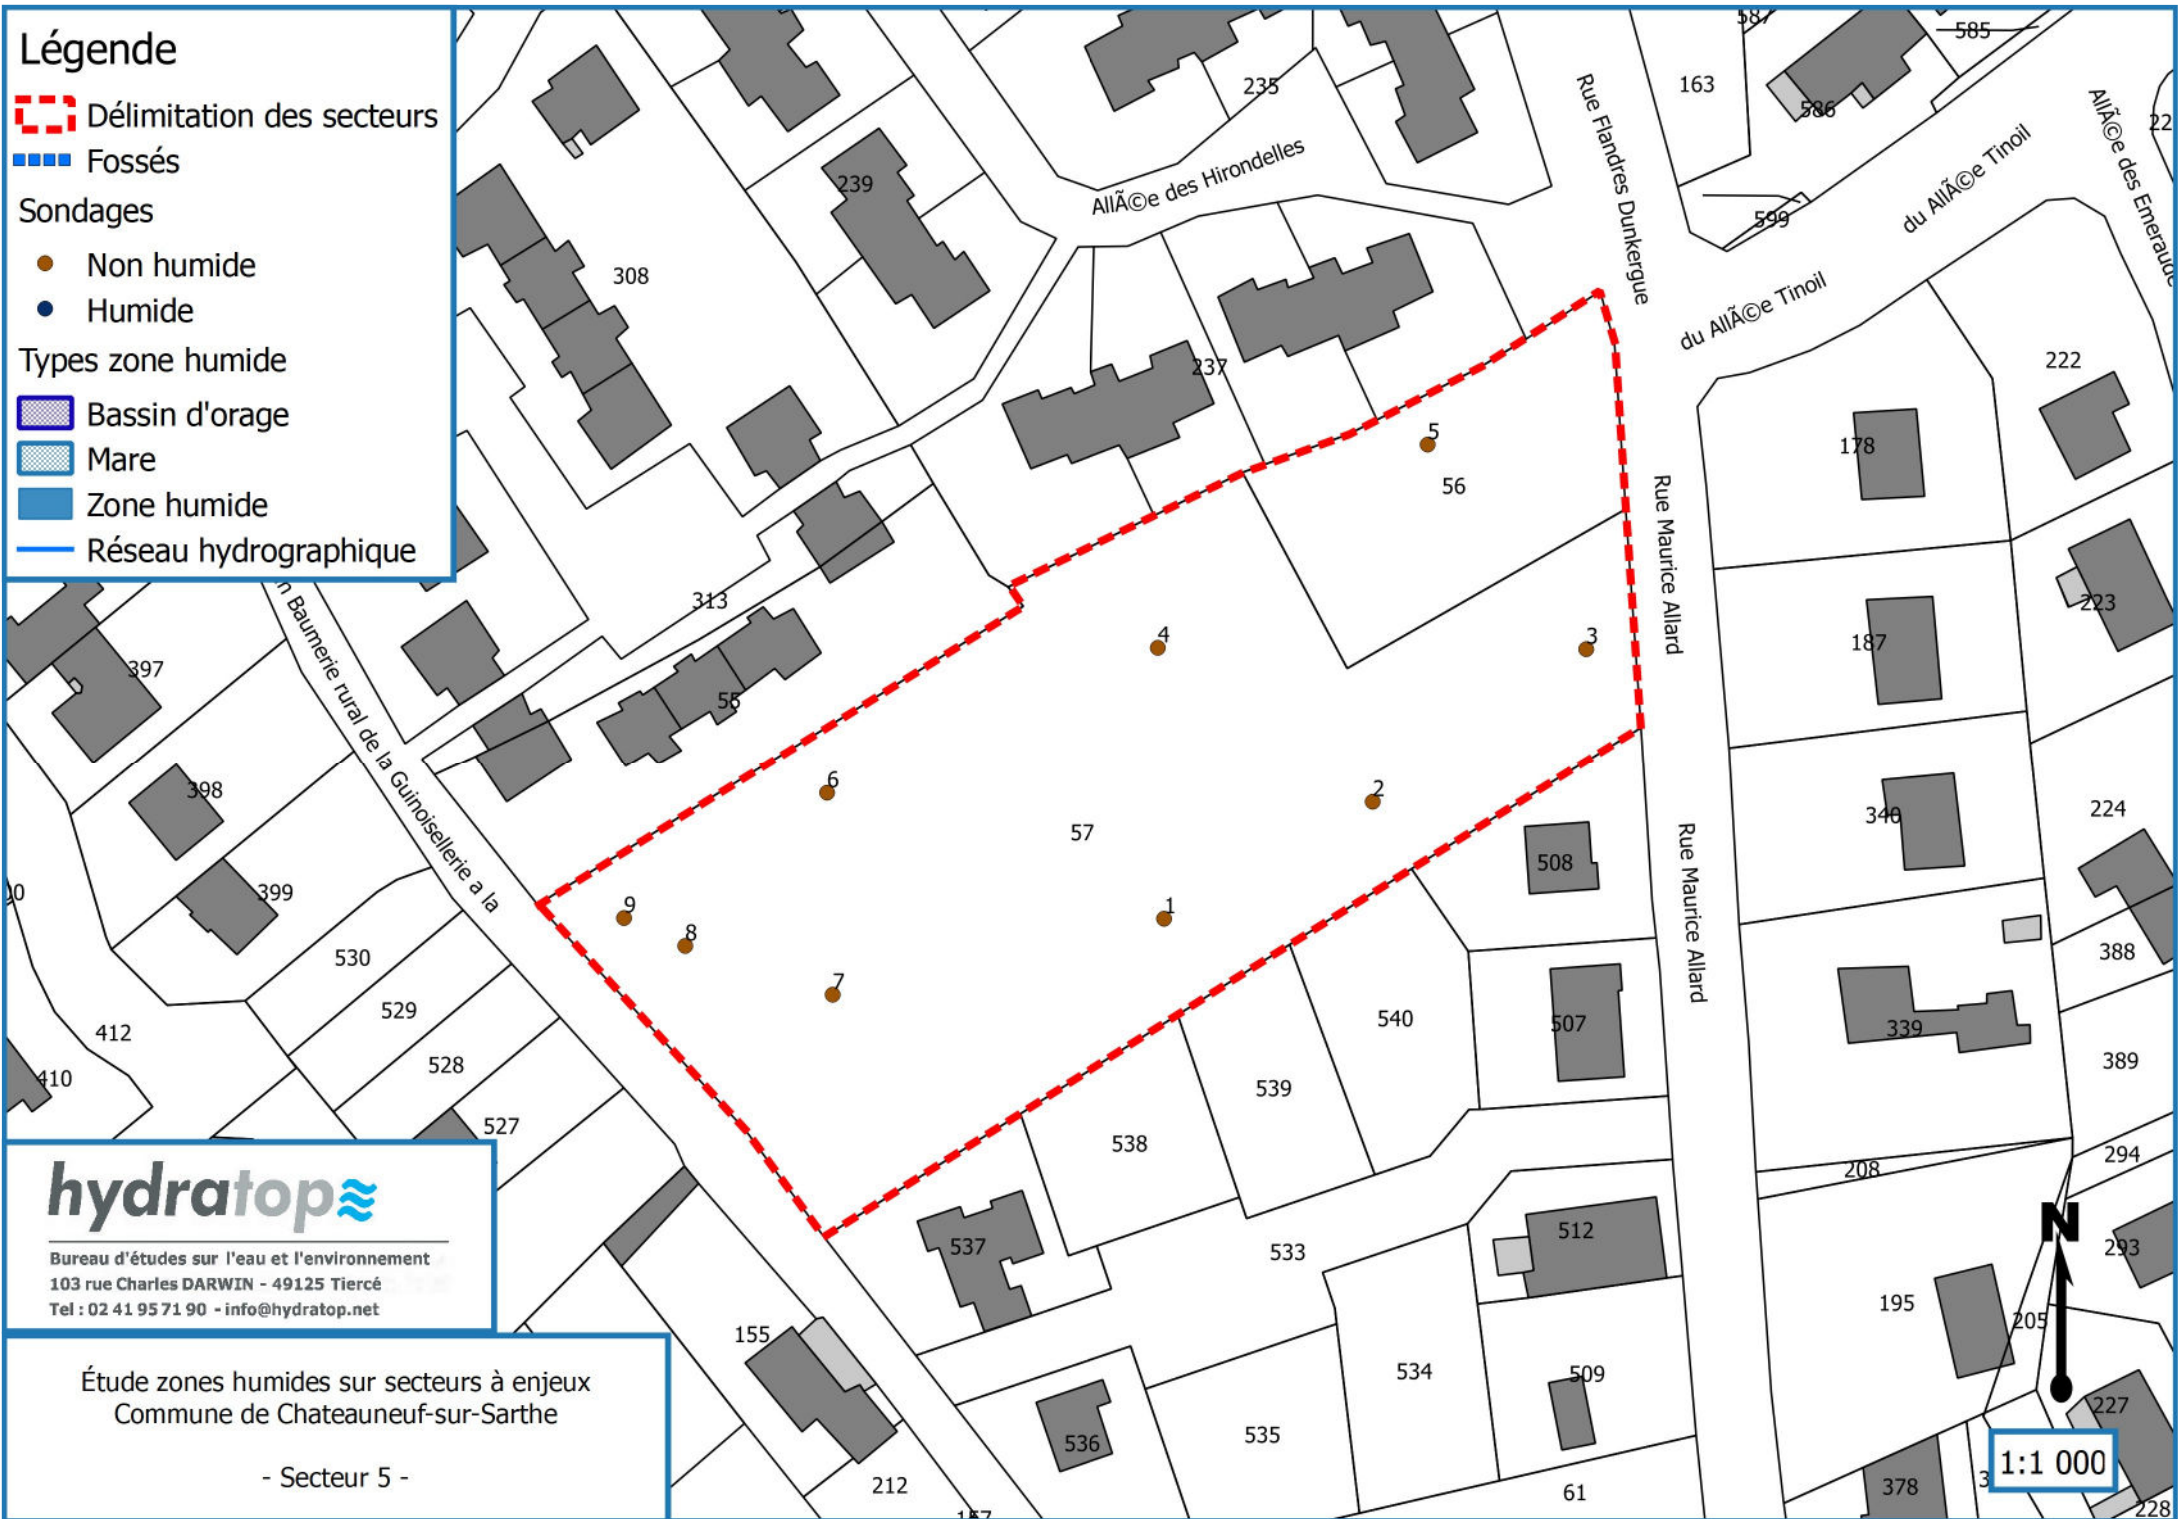 Légende
Délimitation des secteurs
Fossés
Sondages
Non humide
Humide
Types zone humide
Bassin d'orage
Mare
Zone humide
Réseau hydrographique
587
585
235
163
586
22
Rue Flandres Dunkergue
AllÃ©e des Hirondelles
du AllÃ©e Tinoil
239
599
308
du AllÃ©e Tinoil
237
222
5
178
56
Rue Maurice Allard
313
223
4
3
187
397
55
398
6
2
57
340
224
508
Baumerie rural de la Guinoisellerie a la
399
9
1
8
Rue Maurice Allard
530
388
7
529
540
507
339
412
528
389
410
539
527
538
294
208
512
537
533
N
293
195
205
155
534
509
227
536
535
1:1 000
212
61
378
228
hydratop
Bureau d'études sur l'eau et l'environnement
103 rue Charles DARWIN - 49125 Tiercé
Tel : 02 41 95 71 90 - info@hydratop.net
Étude zones humides sur secteurs à enjeux
Commune de Chateauneuf-sur-Sarthe
- Secteur 5 -